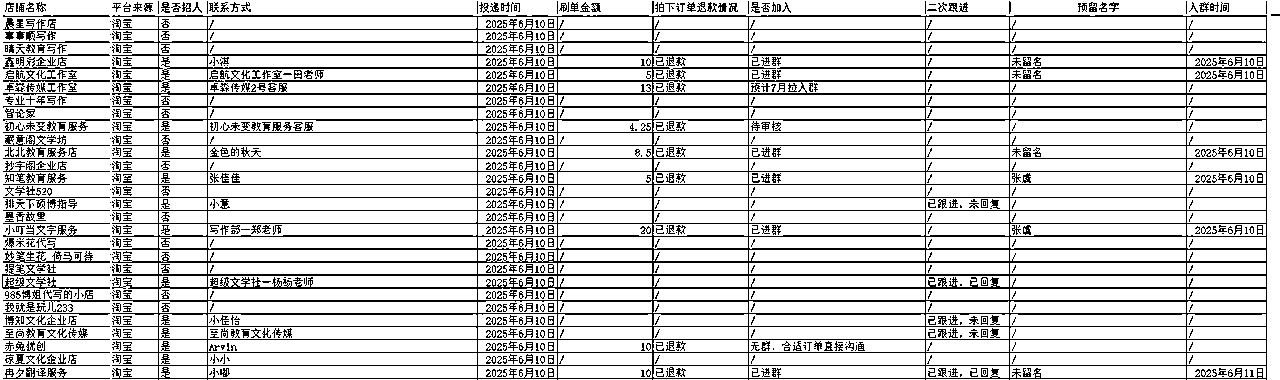 店铺名称 平台来源 是否招人 联系方式 投递时间 刷单金额 拍下订单退款情况 是否加入 二次跟进 预留名字 入群时间
晨星写作店 淘宝 否 / 2025年6月10日 / / / / / /
事事顺写作 淘宝 否 / 2025年6月10日 / / / / / /
晴天教育写作 淘宝 否 / 2025年6月10日 / / / / / /
鑫明彩企业店 淘宝 是 小淇 2025年6月10日 10 已退款 已进群 / 未留名 2025年6月10日
启航文化工作室 淘宝 是 启航文化工作室一田老师 2025年6月10日 5 已退款 已进群 / 未留名 2025年6月10日
卓淼传媒工作室 淘宝 是 卓淼传媒2号客服 2025年6月10日 13 已退款 预计7月拉入群 / / /
专业十年写作 淘宝 否 / 2025年6月10日 / / / / / /
智论家 淘宝 否 / 2025年6月10日 / / / / / /
初心未变教育服务 淘宝 是 初心未变教育服务客服 2025年6月10日 4.25 已退款 待审核 / / /
意阁文学坊 淘宝 否 / 2025年6月10日 / / / / / /
北北教育服务店 淘宝 是 金色的秋天 2025年6月10日 8.5 已退款 已进群 / 未留名 2025年6月10日
抄字阁企业店 淘宝 否 / 2025年6月10日 / / / / / /
知笔教育服务 淘宝 是 张佳佳 2025年6月10日 5 已退款 已进群 / 张虞 2025年6月10日
文学社520 淘宝 否 2025年6月10日 / / / / / /
排天下硕博指导 淘宝 是 小意 2025年6月10日 / / / 已跟进，未回复 / /
墨香故里 淘宝 否 2025年6月10日 / / / / / /
小叮当文字服务 淘宝 是 写作部一郑老师 2025年6月10日 20 已退款 已进群 / 张虞 2025年6月10日
爆米花代写 淘宝 否 / 2025年6月10日 / / / / / /
妙笔生花 倚马可待 淘宝 否 / 2025年6月10日 / / / / / /
提笔文学社 淘宝 否 / 2025年6月10日 / / / / / /
超级文学社 淘宝 是 超级文学社一杨杨老师 2025年6月10日 / / / 已跟进，已回复 / /
985博姐代写的小店 淘宝 否 / 2025年6月10日 / / / / / /
我就是玩儿233 淘宝 否 / 2025年6月10日 / / / / / /
博知文化企业店 淘宝 是 小佳怡 2025年6月10日 / / / 已跟进，未回复 / /
至尚教育文化传媒 淘宝 是 至尚教育文化传媒 2025年6月10日 / / / 已跟进，未回复 / /
赤兔优创 淘宝 是 Arvin 2025年6月10日 10 已退款 无群，合适订单直接沟通 / / /
凉夏文化企业店 淘宝 是 小小 2025年6月10日 / / / / / /
冉夕翻译服务 淘宝 是 小嘟 2025年6月10日 10 已退款 已进群 已跟进，已回复 未留名 2025年6月11日